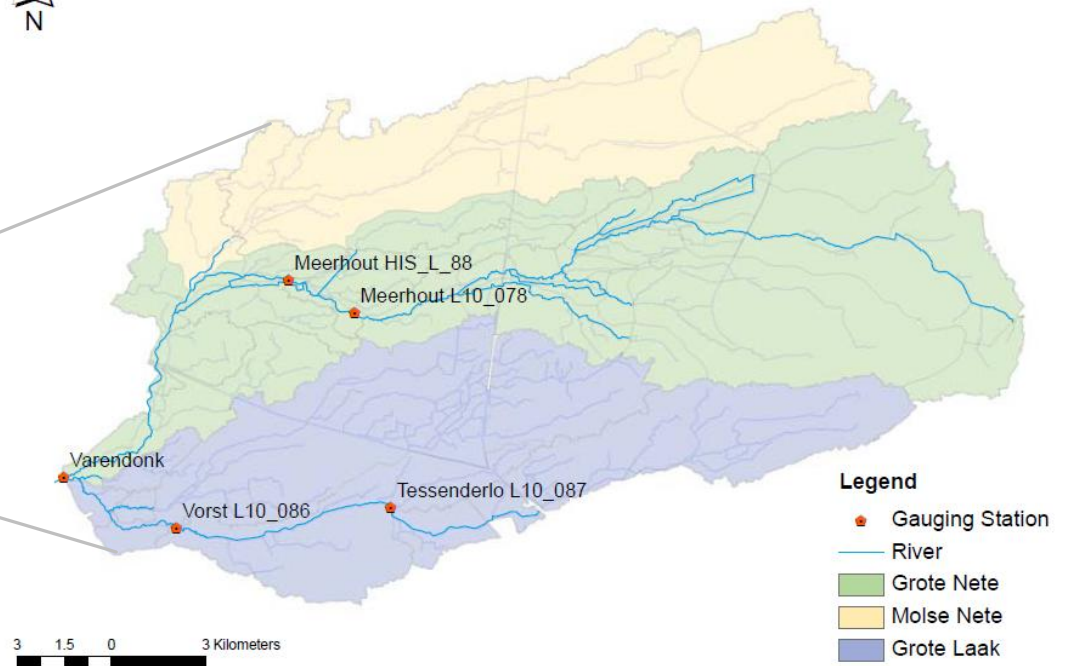 N
Meerhout HIS_L_88
Meerhout L10_078
Varendonk
Tessenderlo L10_087
Vorst L10_086
Legend
Gauging Station
River
Grote Nete
Molse Nete
Grote Laak
3 1.5 0 3 Kilometers